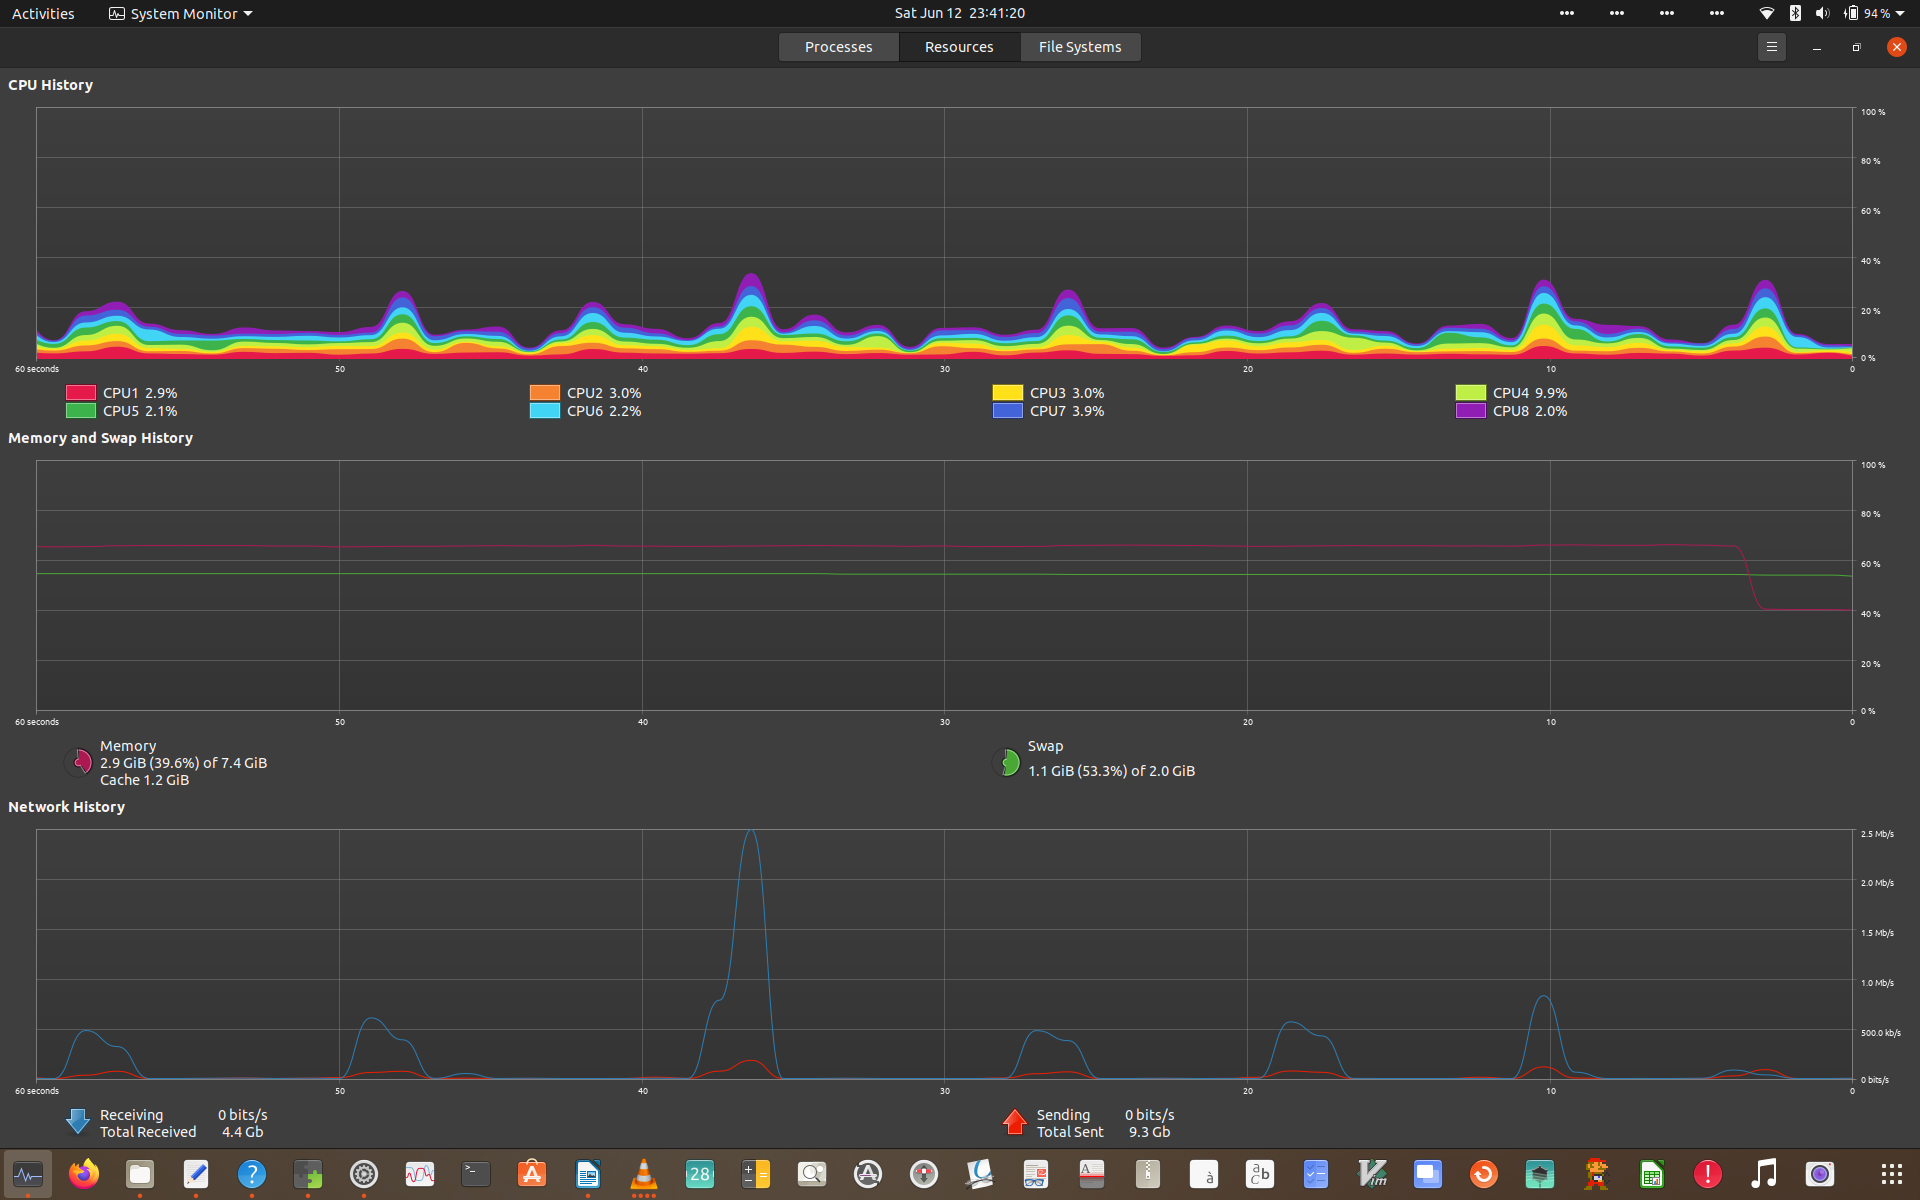 Activities System Monitor Sat Jun 12 23:41:20 94 %
Processes Resources File Systems
CPU History
100 %
80 %
60 %
40 %
20 %
0 %
60 seconds 50 40 30 20 10 0
CPU1 2.9% CPU2 3.0% CPU3 3.0% CPU4 9.9%
CPU5 2.1% CPU6 2.2% CPU7 3.9% CPU8 2.0%
Memory and Swap History
100 %
80 %
60 %
40 %
20 %
0 %
60 seconds 50 40 30 20 10 0
Memory Swap
2.9 GiB (39.6%) of 7.4 GiB 1.1 GiB (53.3%) of 2.0 GiB
Cache 1.2 GiB
Network History
2.5 Mb/s
2.0 Mb/s
1.5 Mb/s
1.0 Mb/s
500.0 kb/s
0 bits/s
60 seconds 50 40 30 20 10 0
Receiving 0 bits/s Sending 0 bits/s
Total Received 4.4 Gb Total Sent 9.3 Gb
28